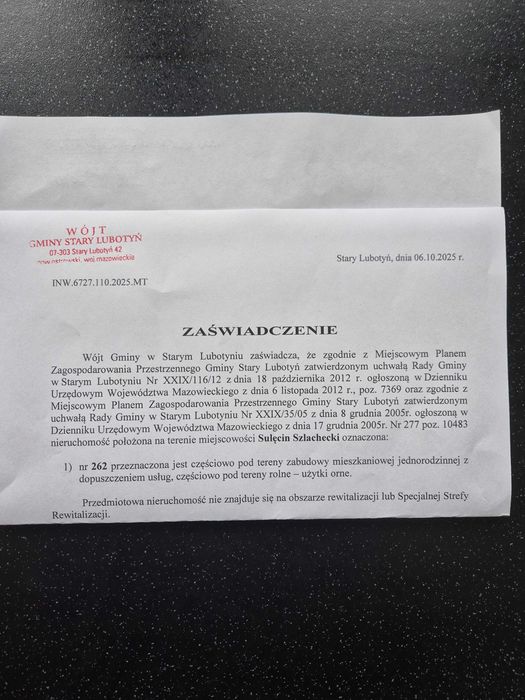 WÓJT
GMINY STARY LUBOTYŃ
07-303 Stary Lubotyń 42
pow. ostrowski, woj. mazowieckie
Stary Lubotyń, dnia 06.10.2025 r.
INW.6727.110.2025.MT
ZAŚWIADCZENIE
Wójt Gminy w Starym Lubotyniu zaświadcza, że zgodnie z Miejscowym Planem
Zagospodarowania Przestrzennego Gminy Stary Lubotyń zatwierdzonym uchwałą Rady Gminy
w Starym Lubotyniu Nr XXIX/116/12 z dnia 18 października 2012 r. ogłoszoną w Dzienniku
Urzędowym Województwa Mazowieckiego z dnia 6 listopada 2012 r., poz. 7369 oraz zgodnie z
Miejscowym Planem Zagospodarowania Przestrzennego Gminy Stary Lubotyń zatwierdzonym
uchwałą Rady Gminy w Starym Lubotyniu Nr XXIX/35/05 z dnia 8 grudnia 2005r. ogłoszoną w
Dzienniku Urzędowym Województwa Mazowieckiego z dnia 17 grudnia 2005r. Nr 277 poz. 10483
nieruchomość położona na terenie miejscowości Sulęcin Szlachecki oznaczona:
1) nr 262 przeznaczona jest częściowo pod tereny zabudowy mieszkaniowej jednorodzinnej z
dopuszczeniem usług, częściowo pod tereny rolne – użytki orne.
Przedmiotowa nieruchomość nie znajduje się na obszarze rewitalizacji lub Specjalnej Strefy
Rewitalizacji.